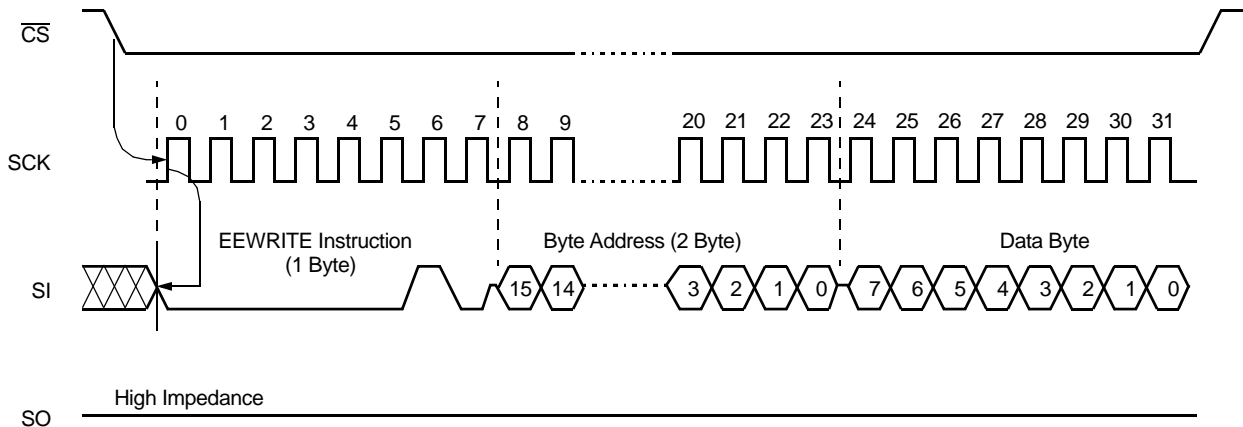 CS
0 1 2 3 4 5 6 7 8 9 20 21 22 23 24 25 26 27 28 29 30 31
SCK
EEWRITE Instruction
(1 Byte)
Byte Address (2 Byte)
Data Byte
SI
15 14 3 2 1 0 7 6 5 4 3 2 1 0
High Impedance
SO